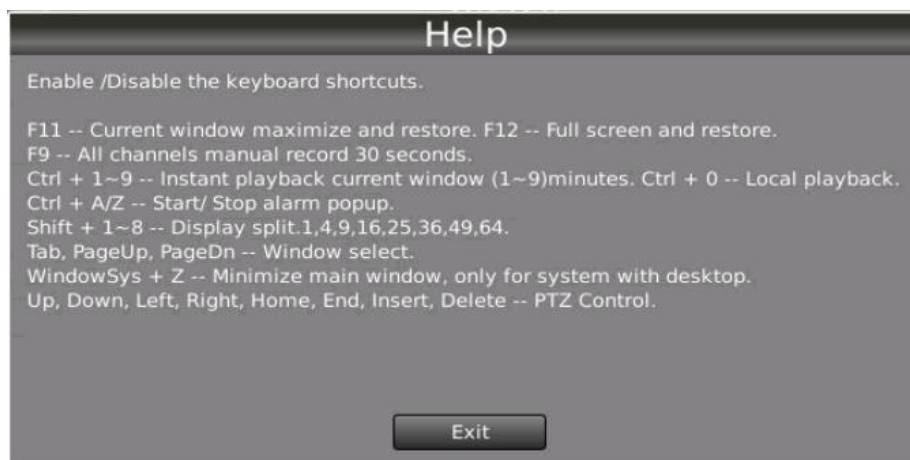 Help
Enable /Disable the keyboard shortcuts.
F11 -- Current window maximize and restore. F12 -- Full screen and restore.
F9 -- All channels manual record 30 seconds.
Ctrl + 1~9 -- Instant playback current window (1~9)minutes. Ctrl + 0 -- Local playback.
Ctrl + A/Z -- Start/ Stop alarm popup.
Shift + 1~8 -- Display split.1,4,9,16,25,36,49,64.
Tab, PageUp, PageDn -- Window select.
WindowSys + Z -- Minimize main window, only for system with desktop.
Up, Down, Left, Right, Home, End, Insert, Delete -- PTZ Control.
Exit